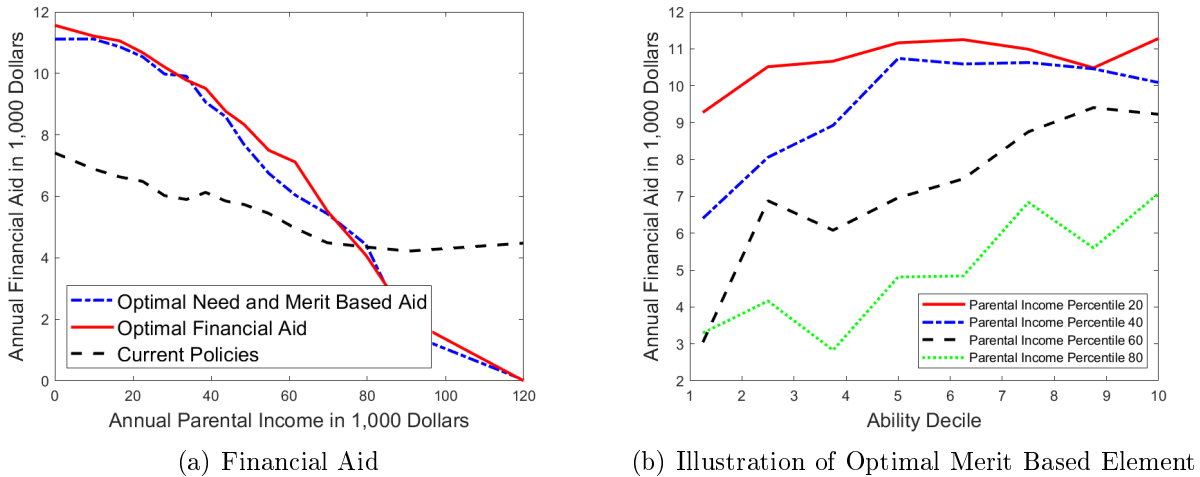 Annual Financial Aid in 1,000 Dollars
12
10
8
6
4
2
0
Optimal Need and Merit Based Aid
Optimal Financial Aid
Current Policies
0 20 40 60 80 100 120
Annual Parental Income in 1,000 Dollars
(a) Financial Aid
Annual Financial Aid in 1,000 Dollars
12
11
10
9
8
7
6
5
4
3
2
Parental Income Percentile 20
Parental Income Percentile 40
Parental Income Percentile 60
Parental Income Percentile 80
1 2 3 4 5 6 7 8 9 10
Ability Decile
(b) Illustration of Optimal Merit Based Element